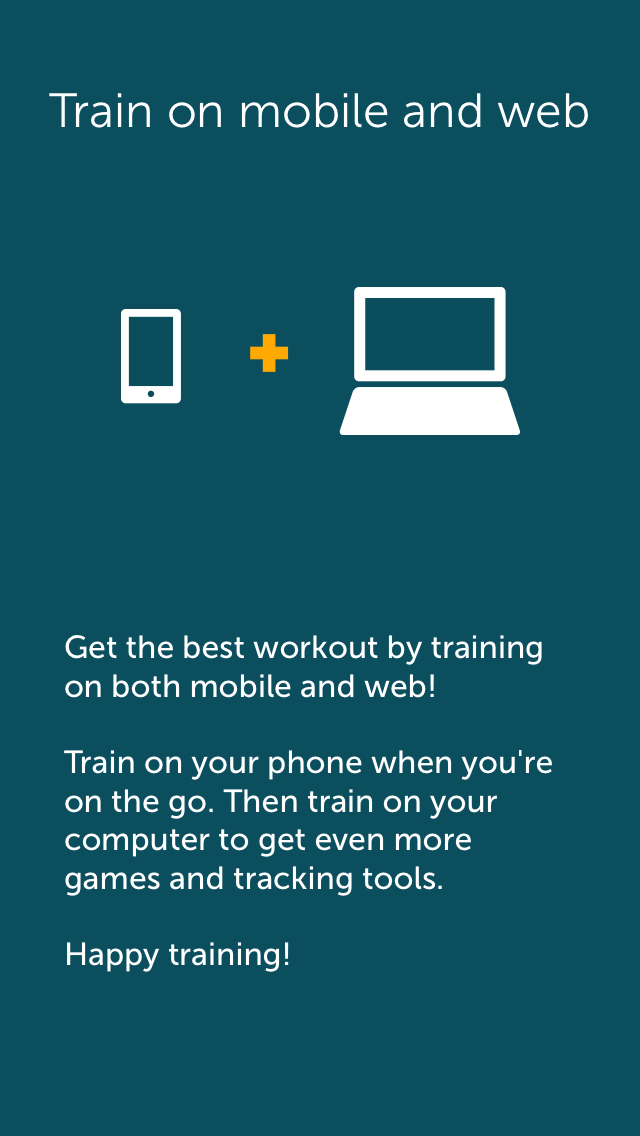 Train on mobile and web
Get the best workout by training
on both mobile and web!
Train on your phone when you're
on the go. Then train on your
computer to get even more
games and tracking tools.
Happy training!